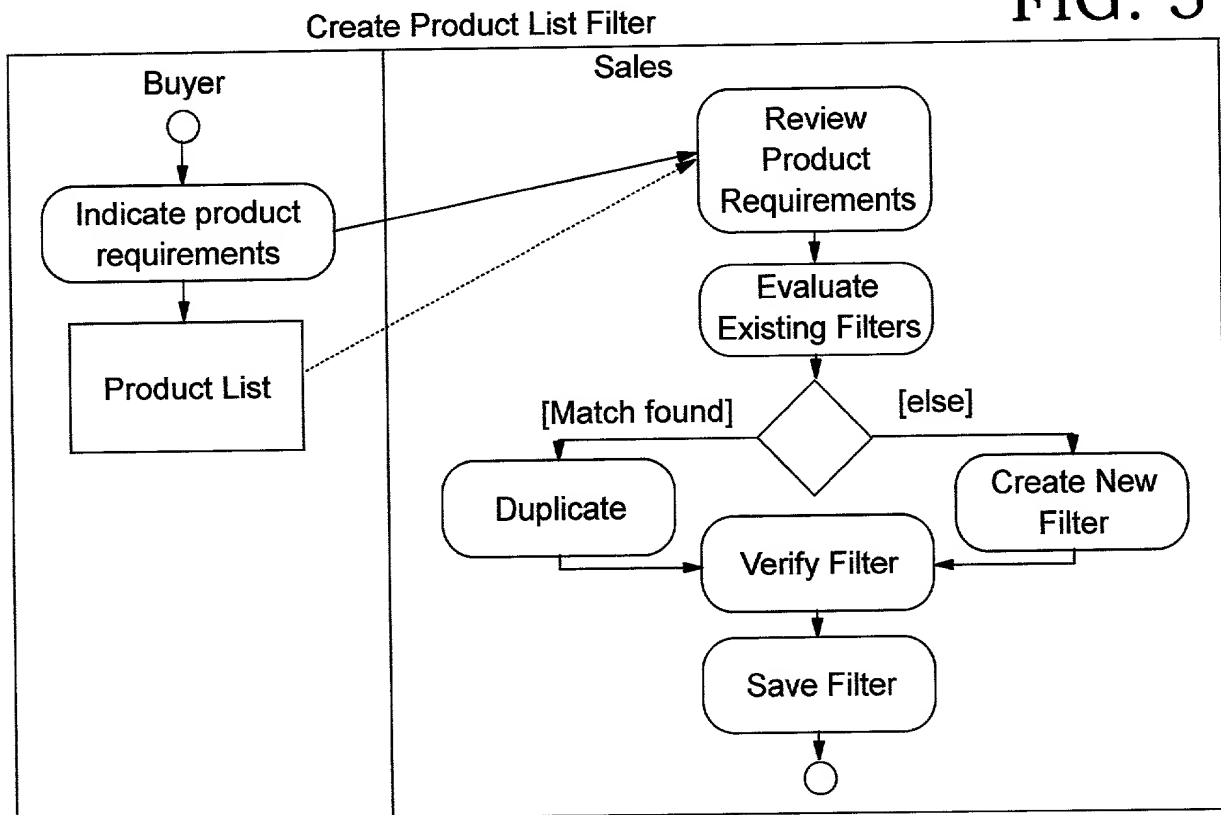 FIG. 3
Create Product List Filter
Buyer
Sales
Indicate product
requirements
Product List
Review
Product
Requirements
Evaluate
Existing Filters
[Match found]
[else]
Duplicate
Create New
Filter
Verify Filter
Save Filter